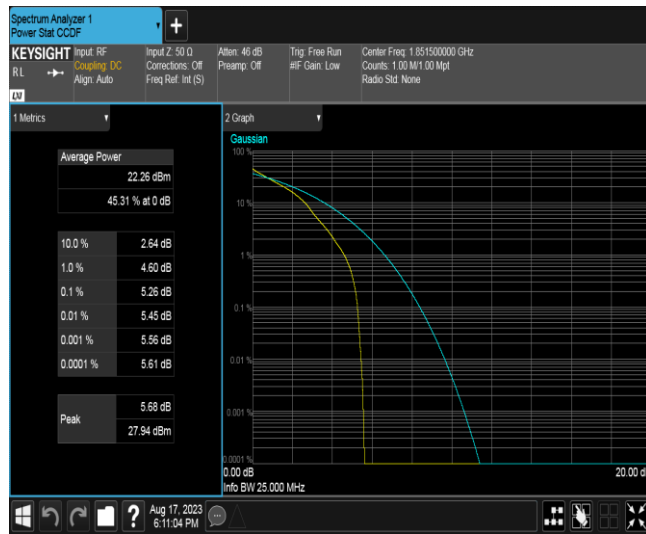 Spectrum Analyzer 1
Power Stat CCDF
+
KEYSIGHT
RL
LXI
Input: RF
Coupling: DC
Align: Auto
Input Z: 50 Ω
Corrections: Off
Freq Ref: Int (S)
Atten: 46 dB
Preamp: Off
Trig: Free Run
#IF Gain: Low
Center Freq: 1.851500000 GHz
Counts: 1.00 M/1.00 Mpt
Radio Std: None
1 Metrics
Average Power
22.26 dBm
45.31 % at 0 dB
10.0 % 2.64 dB
1.0 % 4.60 dB
0.1 % 5.26 dB
0.01 % 5.45 dB
0.001 % 5.56 dB
0.0001 % 5.61 dB
Peak 5.68 dB
27.94 dBm
2 Graph
Gaussian
100 %
10 %
1 %
0.1 %
0.01 %
0.001 %
0.0001 %
0.00 dB 20.00 d
Info BW 25.000 MHz
?
Aug 17, 2023
6:11:04 PM